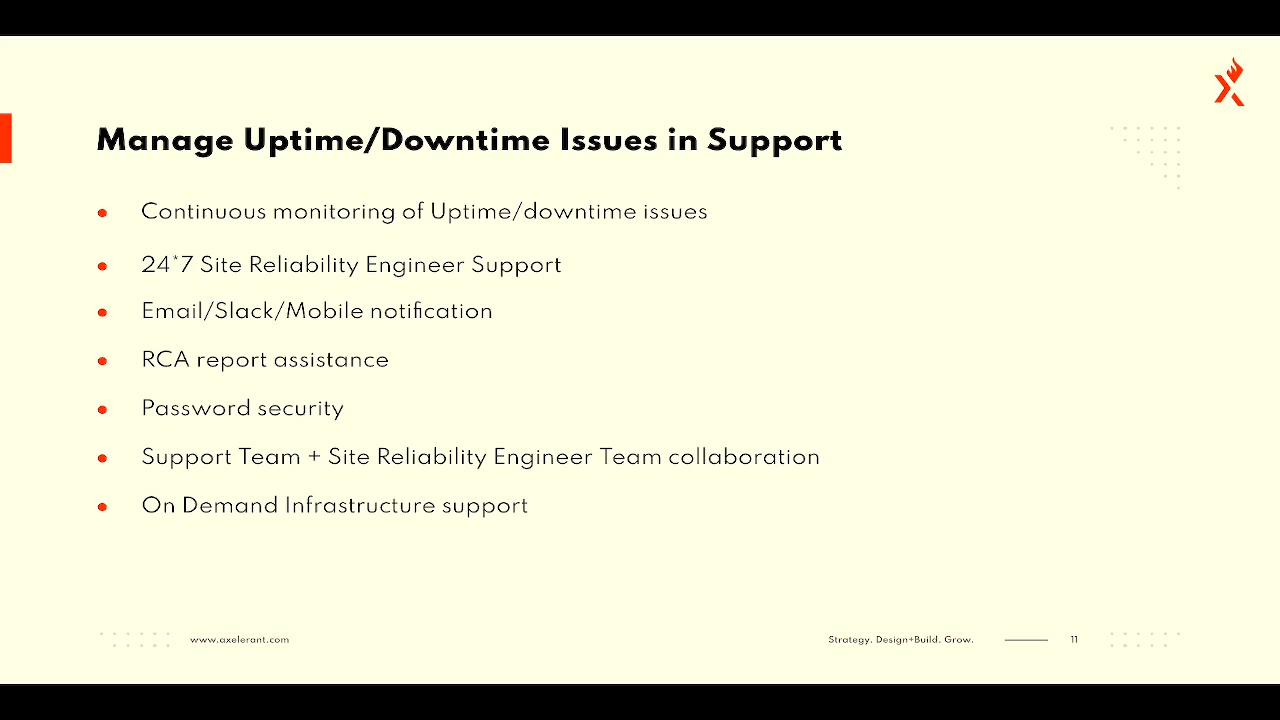 Manage Uptime/Downtime Issues in Support
Continuous monitoring of Uptime/downtime issues
24*7 Site Reliability Engineer Support
Email/Slack/Mobile notification
RCA report assistance
Password security
Support Team + Site Reliability Engineer Team collaboration
On Demand Infrastructure support
www.axelerant.com
Strategy. Design+Build. Grow.
11